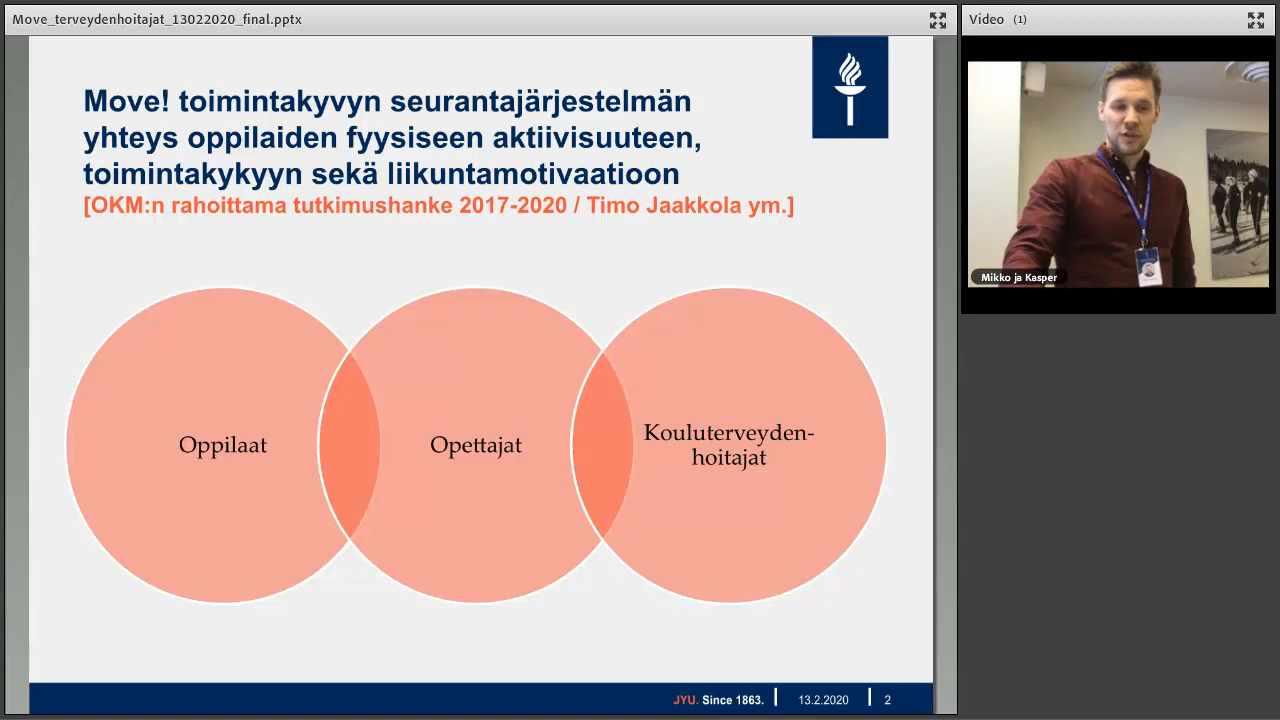 Move_terveydenhoitajat_13022020_final.pptx
Video (1)
Move! toimintakyvyn seurantajärjestelmän
yhteys oppilaiden fyysiseen aktiivisuuteen,
toimintakykyyn sekä liikuntamotivaatioon
[OKM:n rahoittama tutkimushanke 2017-2020 / Timo Jaakkola ym.]
Mikko ja Kasper
Oppilaat
Opettajat
Kouluterveyden-
hoitajat
JYU. Since 1863.
13.2.2020
2